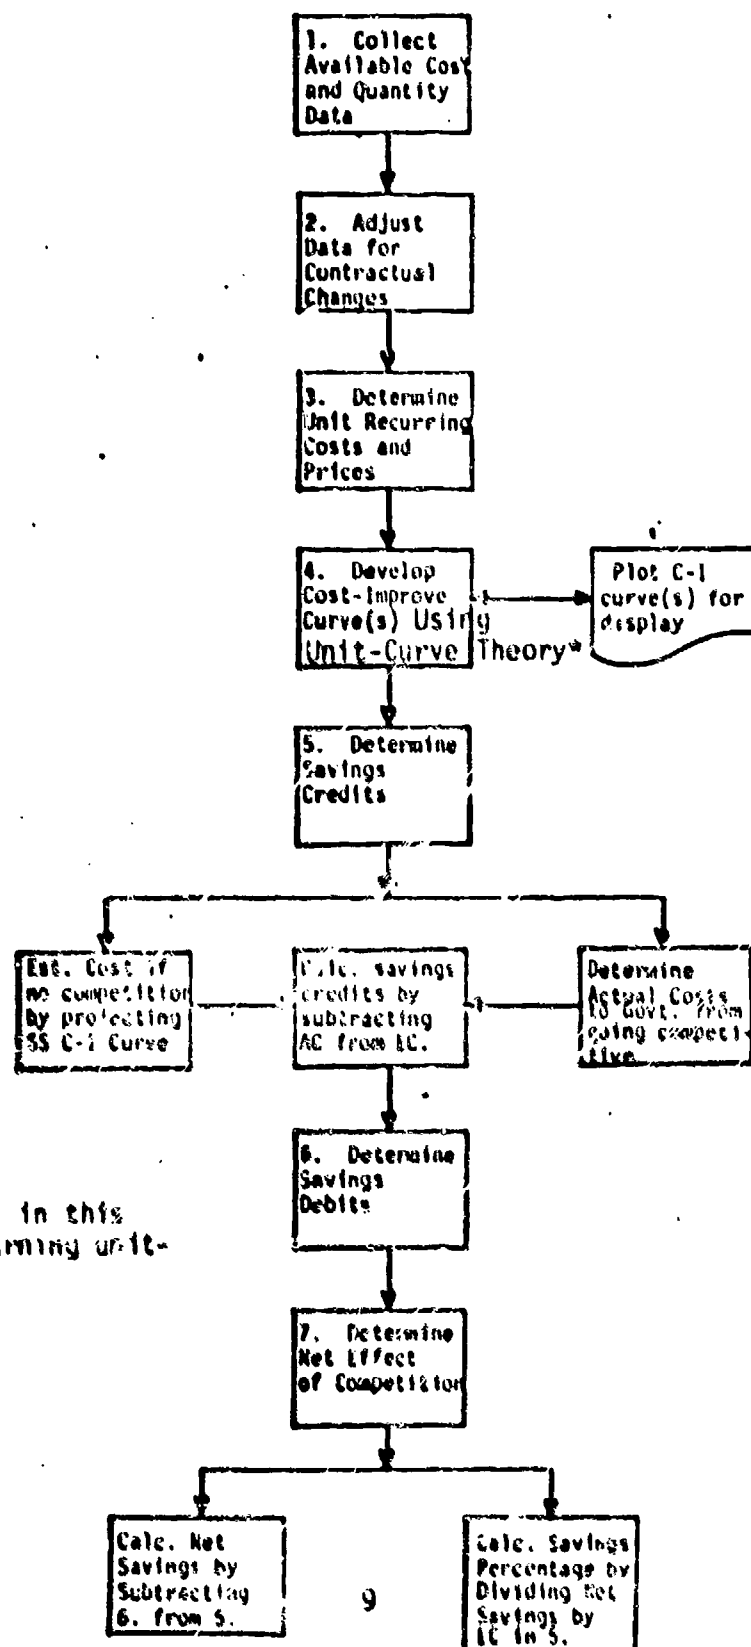 1. Collect
Available Cost
and Quantity
Data
2. Adjust
Data for
Contractual
Changes
3. Determine
Unit Recurring
Costs and
Prices
4. Develop
Cost-Improve
Curve(s) Using
Unit-Curve Theory*
Plot C-I
curve(s) for
display
5. Determine
Savings
Credits
Est. Cost if
no competition
by projecting
SS C-I Curve
Calc. savings
credits by
subtracting
AC from EC.
Determine
Actual Costs
to Govt. from
going competi-
tive
6. Determine
Savings
Debits
in this
unit-
7. Determine
Net Effect
of Competition
Calc. Net
Savings by
Subtracting
6. from 5.
Calc. Savings
Percentage by
Dividing Net
Savings by
EC in 5.
9